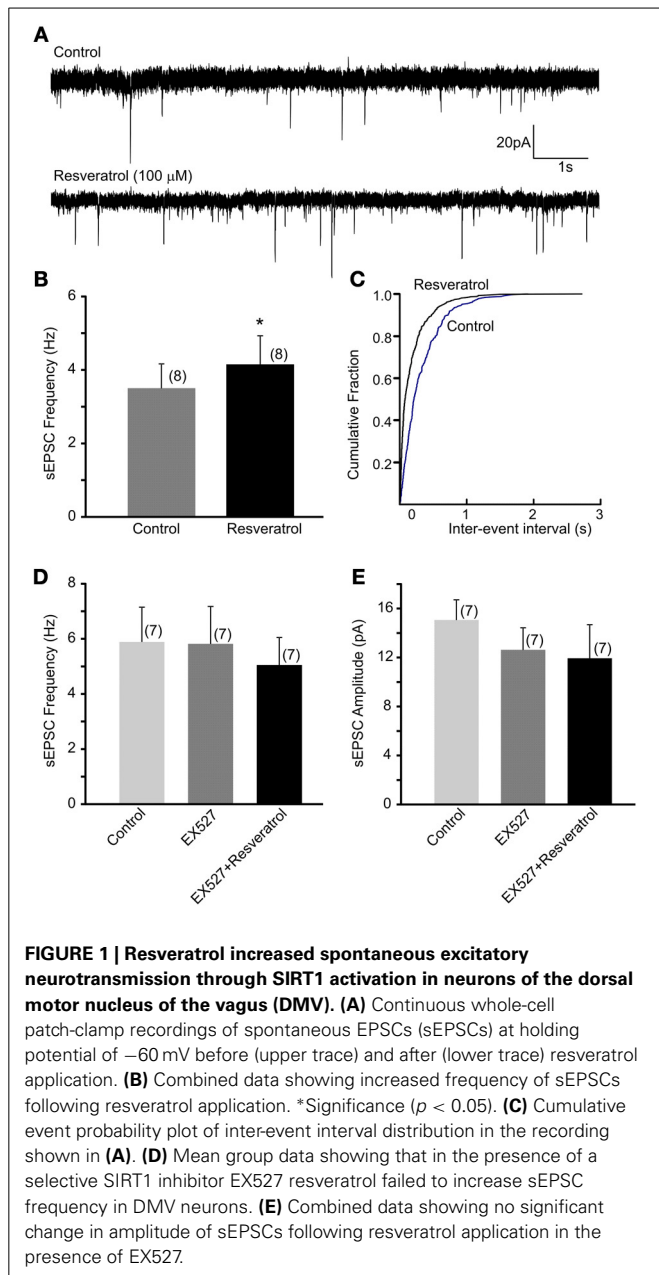 A
Control
20pA
1s
Resveratrol (100 µM)
B
6
4
2
0
sEPSC Frequency (Hz)
(8)
*
(8)
Control
Resveratrol
C
1.0
0.8
0.6
0.4
0.2
Cumulative Fraction
Resveratrol
Control
0 1 2 3
Inter-event interval (s)
D
8
6
4
2
0
sEPSC Frequency (Hz)
(7)
(7)
(7)
Control
EX527
EX527+Resveratrol
E
16
12
8
4
0
sEPSC Amplitude (pA)
(7)
(7)
(7)
Control
EX527
EX527+Resveratrol
FIGURE 1 | Resveratrol increased spontaneous excitatory
neurotransmission through SIRT1 activation in neurons of the dorsal
motor nucleus of the vagus (DMV). (A) Continuous whole-cell
patch-clamp recordings of spontaneous EPSCs (sEPSCs) at holding
potential of −60 mV before (upper trace) and after (lower trace) resveratrol
application. (B) Combined data showing increased frequency of sEPSCs
following resveratrol application. *Significance (p < 0.05). (C) Cumulative
event probability plot of inter-event interval distribution in the recording
shown in (A). (D) Mean group data showing that in the presence of a
selective SIRT1 inhibitor EX527 resveratrol failed to increase sEPSC
frequency in DMV neurons. (E) Combined data showing no significant
change in amplitude of sEPSCs following resveratrol application in the
presence of EX527.